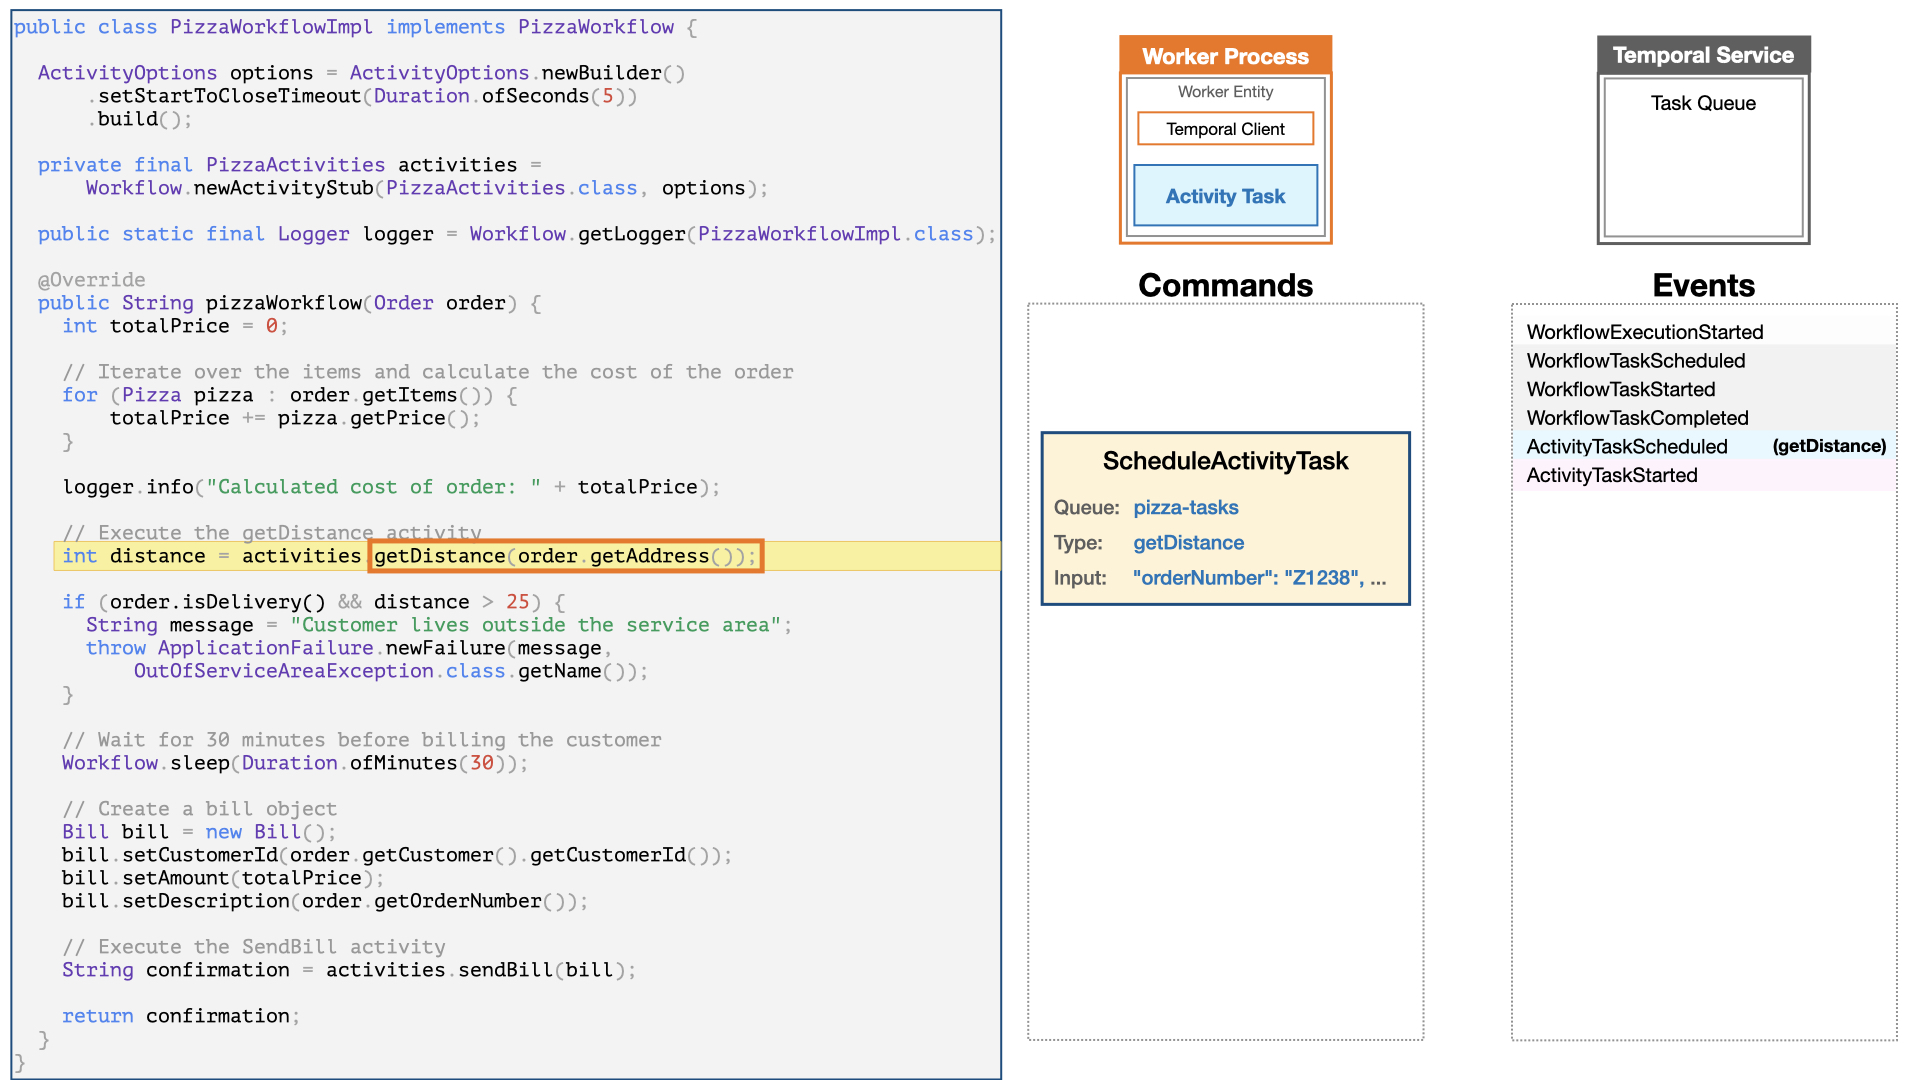 public class PizzaWorkflowImpl implements PizzaWorkflow {
ActivityOptions options = ActivityOptions.newBuilder()
.setStartToCloseTimeout(Duration.ofSeconds(5))
.build();
private final PizzaActivities activities =
Workflow.newActivityStub(PizzaActivities.class, options);
public static final Logger logger = Workflow.getLogger(PizzaWorkflowImpl.class);
@Override
public String pizzaWorkflow(Order order) {
int totalPrice = 0;
// Iterate over the items and calculate the cost of the order
for (Pizza pizza : order.getItems()) {
totalPrice += pizza.getPrice();
}
logger.info("Calculated cost of order: " + totalPrice);
// Execute the getDistance activity
int distance = activities.getDistance(order.getAddress());
if (order.isDelivery() && distance > 25) {
String message = "Customer lives outside the service area";
throw ApplicationFailure.newFailure(message,
OutOfServiceAreaException.class.getName());
}
// Wait for 30 minutes before billing the customer
Workflow.sleep(Duration.ofMinutes(30));
// Create a bill object
Bill bill = new Bill();
bill.setCustomerId(order.getCustomer().getCustomerId());
bill.setAmount(totalPrice);
bill.setDescription(order.getOrderNumber());
// Execute the SendBill activity
String confirmation = activities.sendBill(bill);
return confirmation;
}
}
Worker Process
Worker Entity
Temporal Client
Activity Task
Commands
ScheduleActivityTask
Queue: pizza-tasks
Type: getDistance
Input: "orderNumber": "Z1238", ...
Temporal Service
Task Queue
Events
WorkflowExecutionStarted
WorkflowTaskScheduled
WorkflowTaskStarted
WorkflowTaskCompleted
ActivityTaskScheduled (getDistance)
ActivityTaskStarted